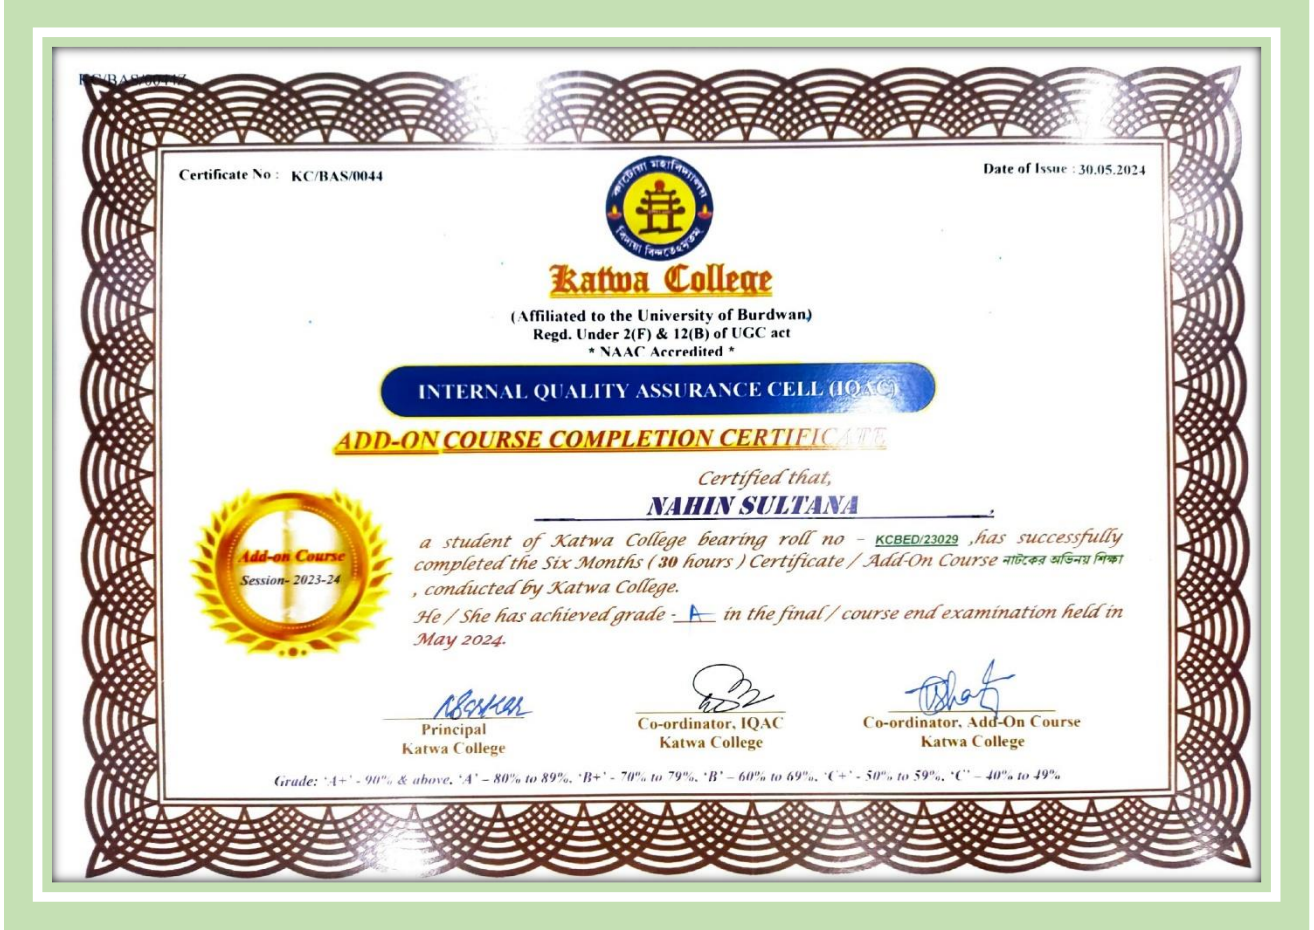 KC/BAS/0044
Certificate No : KC/BAS/0044
Date of Issue : 30.05.2024
কাটোয়া মহাবিদ্যালয়
Katwa College
(Affiliated to the University of Burdwan)
Regd. Under 2(F) & 12(B) of UGC act
* NAAC Accredited *
INTERNAL QUALITY ASSURANCE CELL (IQAC)
ADD-ON COURSE COMPLETION CERTIFICATE
Certified that,
NAHIN SULTANA ,
a student of Katwa College bearing roll no – KCBED/23029 ,has successfully
completed the Six Months ( 30 hours ) Certificate / Add-On Course নাটকের অভিনয় শিক্ষা
, conducted by Katwa College.
He / She has achieved grade - A in the final / course end examination held in
May 2024.
Add-on Course
Session- 2023-24
Principal
Katwa College
Co-ordinator, IQAC
Katwa College
Co-ordinator, Add-On Course
Katwa College
Grade: 'A+' - 90% & above, 'A' – 80% to 89%, 'B+' - 70% to 79%, 'B' – 60% to 69%, 'C+' - 50% to 59%, 'C' – 40% to 49%